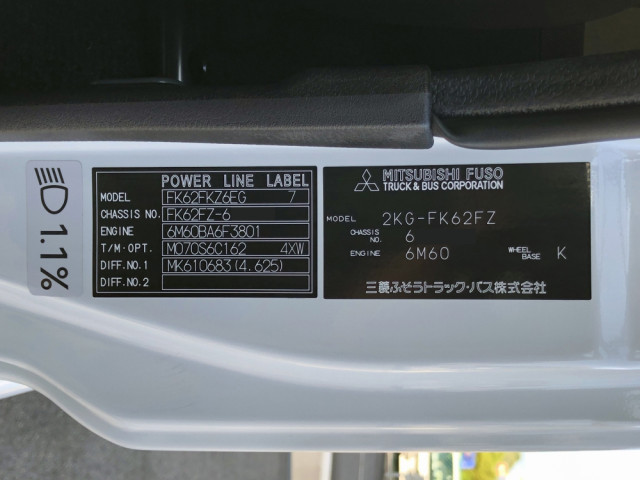 1.1%
POWER LINE LABEL
MODEL FK62FKZ6EG 7
CHASSIS NO. FK62FZ-6
ENGINE 6M60BA6F3801
T/M・OPT. M070S6C162 4XW
DIFF.NO.1 MK610683(4.625)
DIFF.NO.2
MITSUBISHI FUSO
TRUCK & BUS CORPORATION
MODEL 2KG-FK62FZ
CHASSIS NO. 6
ENGINE 6M60 WHEEL BASE K
三菱ふそうトラック・バス株式会社